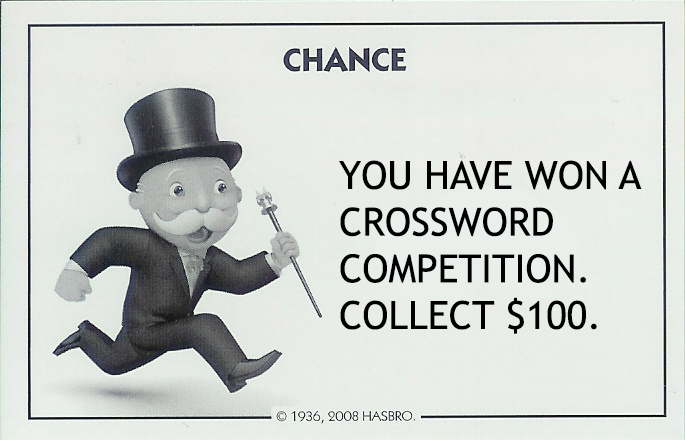 CHANCE
YOU HAVE WON A
CROSSWORD
COMPETITION.
COLLECT $100.
© 1936, 2008 HASBRO.